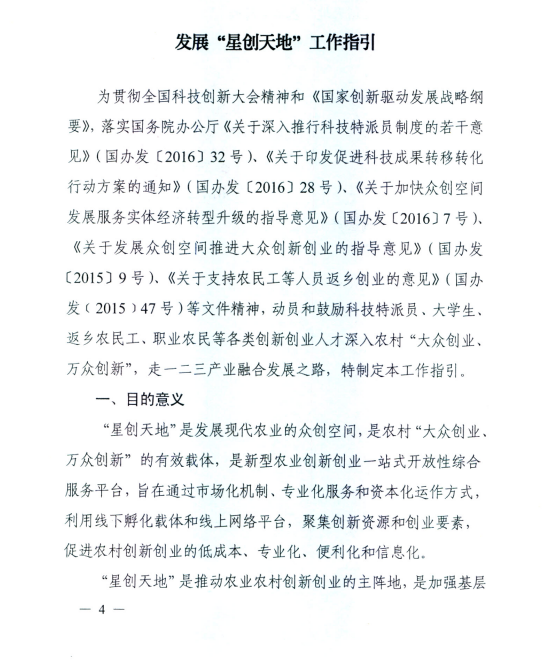 发展“星创天地”工作指引
为贯彻全国科技创新大会精神和《国家创新驱动发展战略纲
要》，落实国务院办公厅《关于深入推行科技特派员制度的若干意
见》（国办发〔2016〕32 号）、《关于印发促进科技成果转移转化
行动方案的通知》（国办发〔2016〕28 号）、《关于加快众创空间
发展服务实体经济转型升级的指导意见》（国办发〔2016〕7 号）、
《关于发展众创空间推进大众创新创业的指导意见》（国办发
〔2015〕9 号）、《关于支持农民工等人员返乡创业的意见》（国办
发﹝2015﹞47 号）等文件精神，动员和鼓励科技特派员、大学生、
返乡农民工、职业农民等各类创新创业人才深入农村“大众创业、
万众创新”，走一二三产业融合发展之路，特制定本工作指引。
一、目的意义
“星创天地”是发展现代农业的众创空间，是农村“大众创业、
万众创新”的有效载体，是新型农业创新创业一站式开放性综合
服务平台，旨在通过市场化机制、专业化服务和资本化运作方式，
利用线下孵化载体和线上网络平台，聚集创新资源和创业要素，
促进农村创新创业的低成本、专业化、便利化和信息化。
“星创天地”是推动农业农村创新创业的主阵地，是加强基层
— 4 —